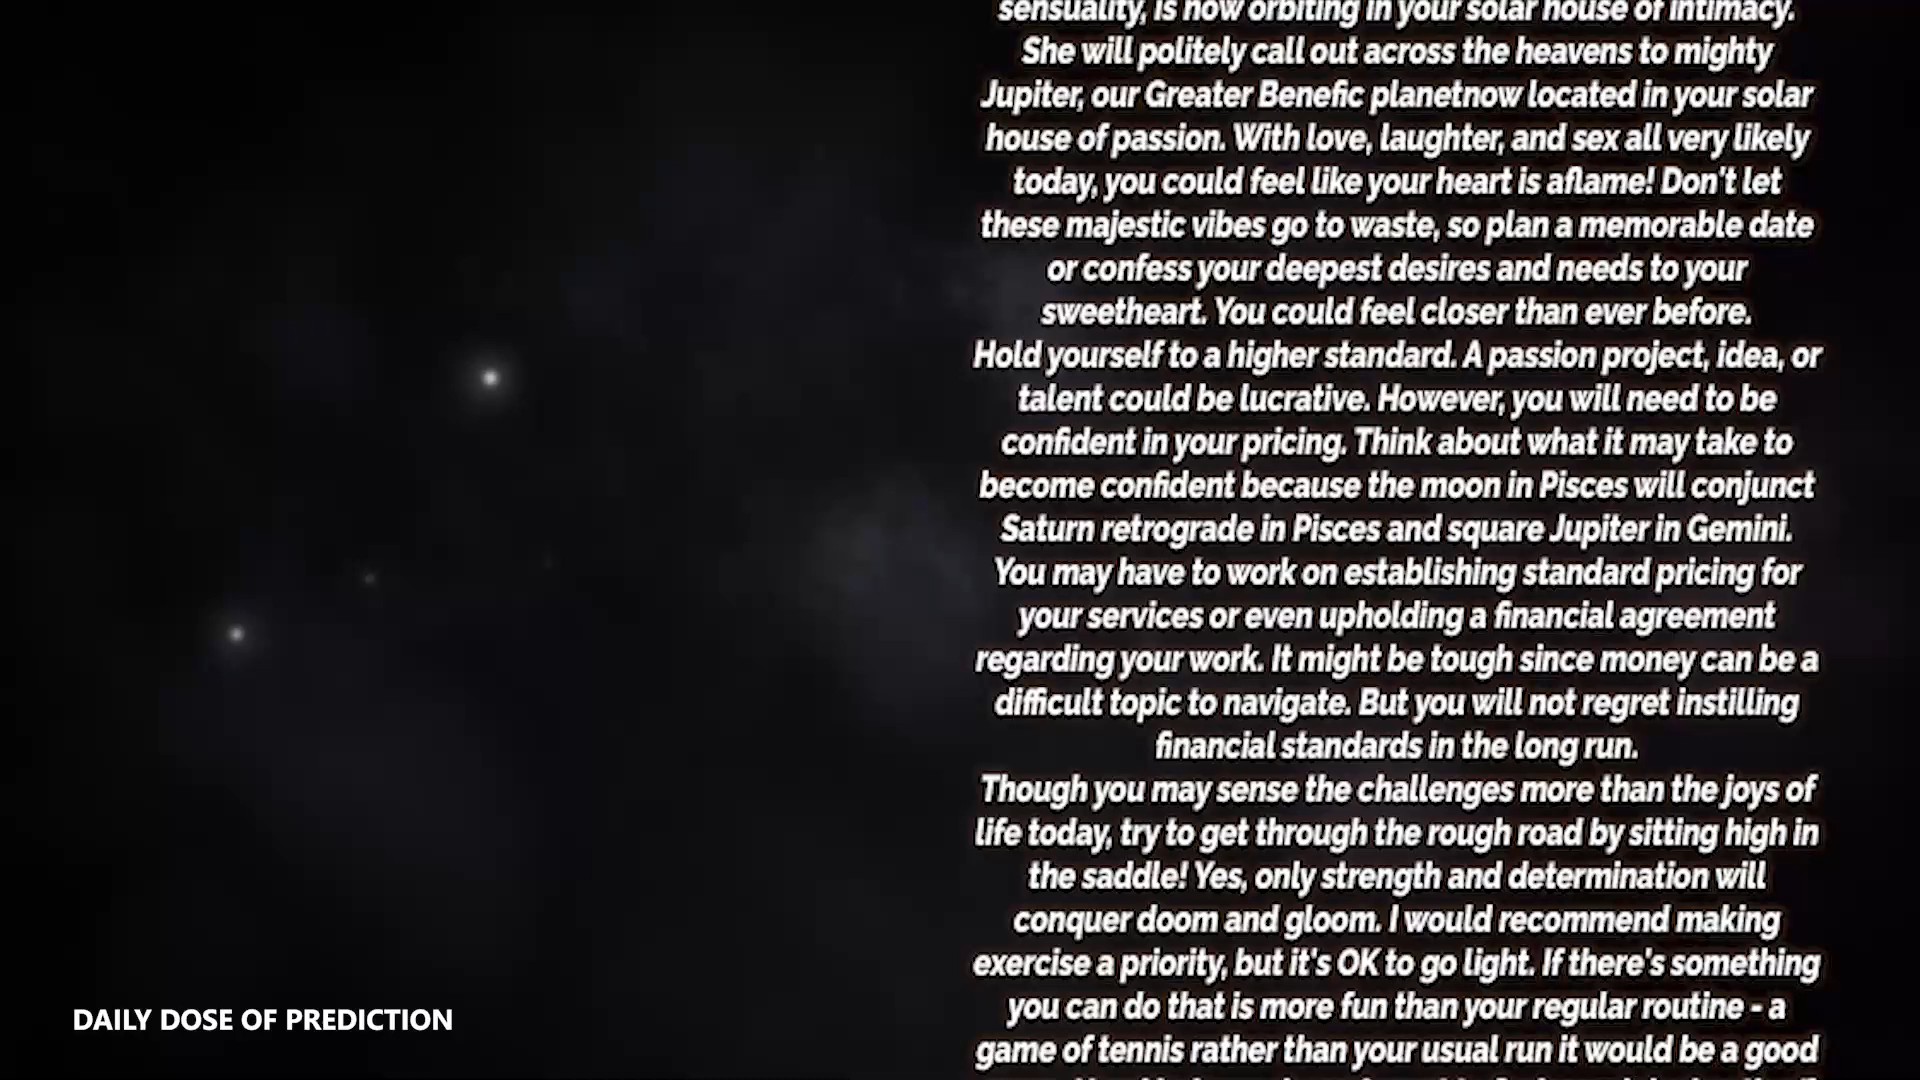 sensuality, is now orbiting in your solar house of intimacy.
She will politely call out across the heavens to mighty
Jupiter, our Greater Benefic planetnow located in your solar
house of passion. With love, laughter, and sex all very likely
today, you could feel like your heart is aflame! Don't let
these majestic vibes go to waste, so plan a memorable date
or confess your deepest desires and needs to your
sweetheart. You could feel closer than ever before.
Hold yourself to a higher standard. A passion project, idea, or
talent could be lucrative. However, you will need to be
confident in your pricing. Think about what it may take to
become confident because the moon in Pisces will conjunct
Saturn retrograde in Pisces and square Jupiter in Gemini.
You may have to work on establishing standard pricing for
your services or even upholding a financial agreement
regarding your work. It might be tough since money can be a
difficult topic to navigate. But you will not regret instilling
financial standards in the long run.
Though you may sense the challenges more than the joys of
life today, try to get through the rough road by sitting high in
the saddle! Yes, only strength and determination will
conquer doom and gloom. I would recommend making
exercise a priority, but it's OK to go light. If there's something
you can do that is more fun than your regular routine - a
game of tennis rather than your usual run it would be a good
DAILY DOSE OF PREDICTION